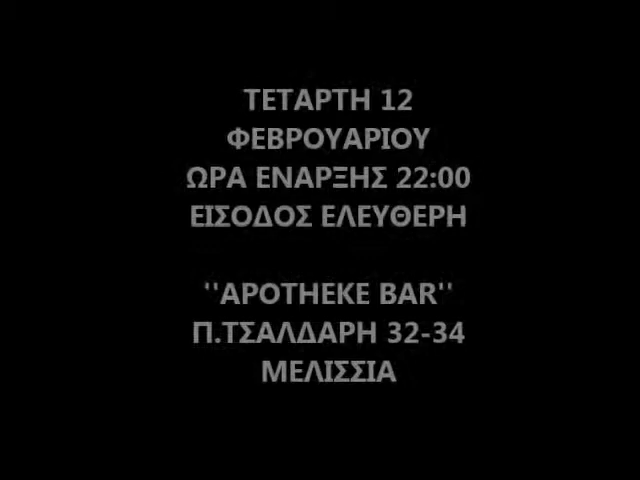 ΤΕΤΑΡΤΗ 12
ΦΕΒΡΟΥΑΡΙΟΥ
ΩΡΑ ΕΝΑΡΞΗΣ 22:00
ΕΙΣΟΔΟΣ ΕΛΕΥΘΕΡΗ
''APOTHEKE BAR''
Π.ΤΣΑΛΔΑΡΗ 32-34
ΜΕΛΙΣΣΙΑ